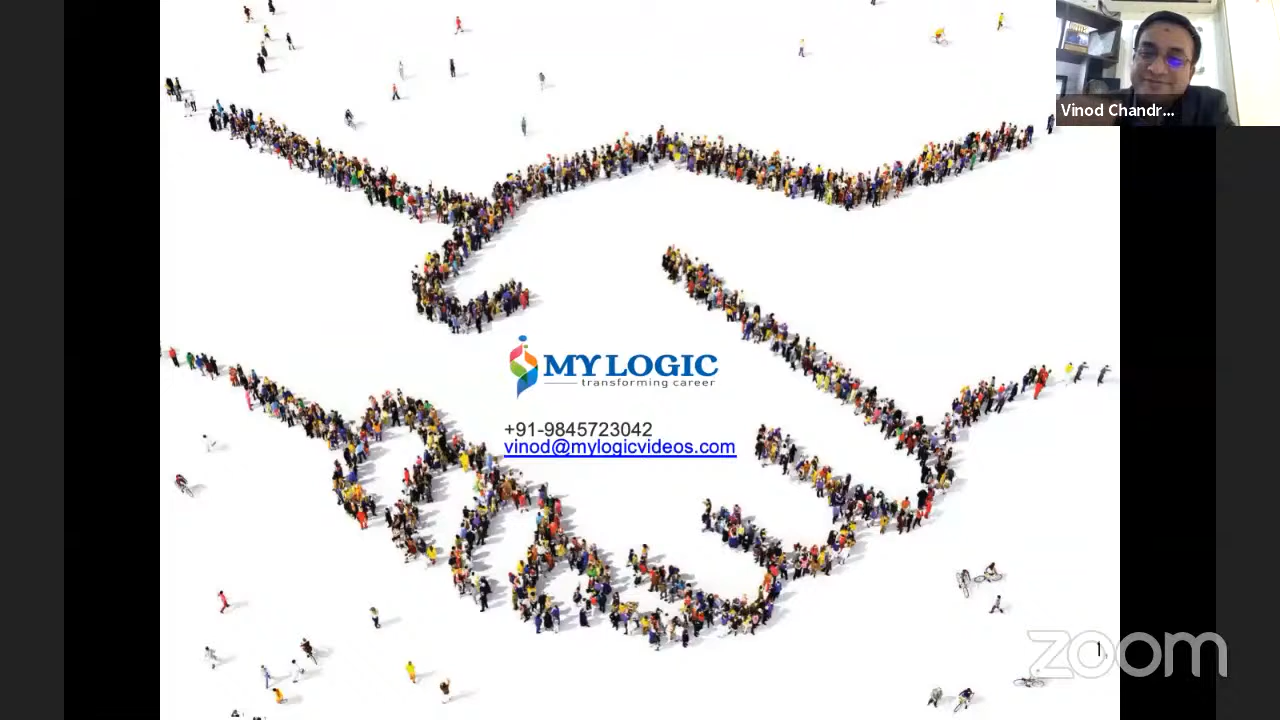 Vinod Chandr...
MY LOGIC
transforming career
+91-9845723042
vinod@mylogicvideos.com
1
zoom